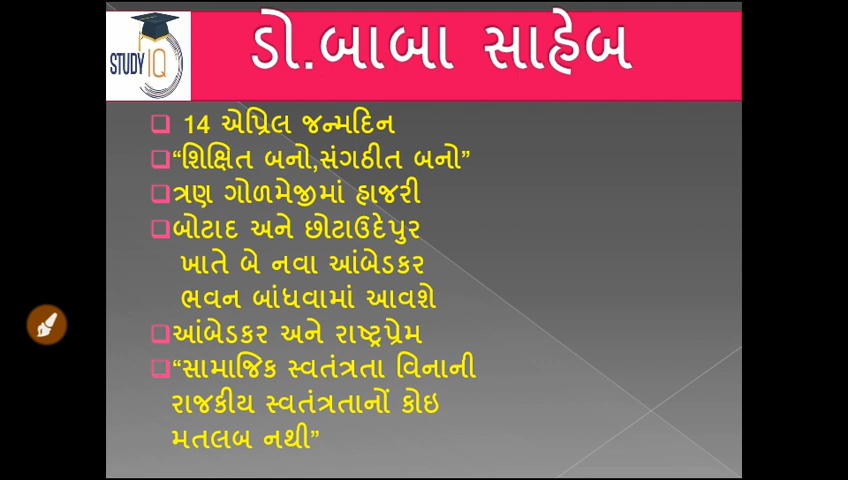 STUDY IQ
ડો.બાબા સાહેબ
14 એપ્રિલ જન્મદિન
“શિક્ષિત બનો,સંગઠીત બનો”
ત્રણ ગોળમેજીમાં હાજરી
બોટાદ અને છોટાઉદેપુર
ખાતે બે નવા આંબેડકર
ભવન બાંધવામાં આવશે
આંબેડકર અને રાષ્ટ્રપ્રેમ
“સામાજિક સ્વતંત્રતા વિનાની
રાજકીય સ્વતંત્રતાનોં કોઇ
મતલબ નથી”